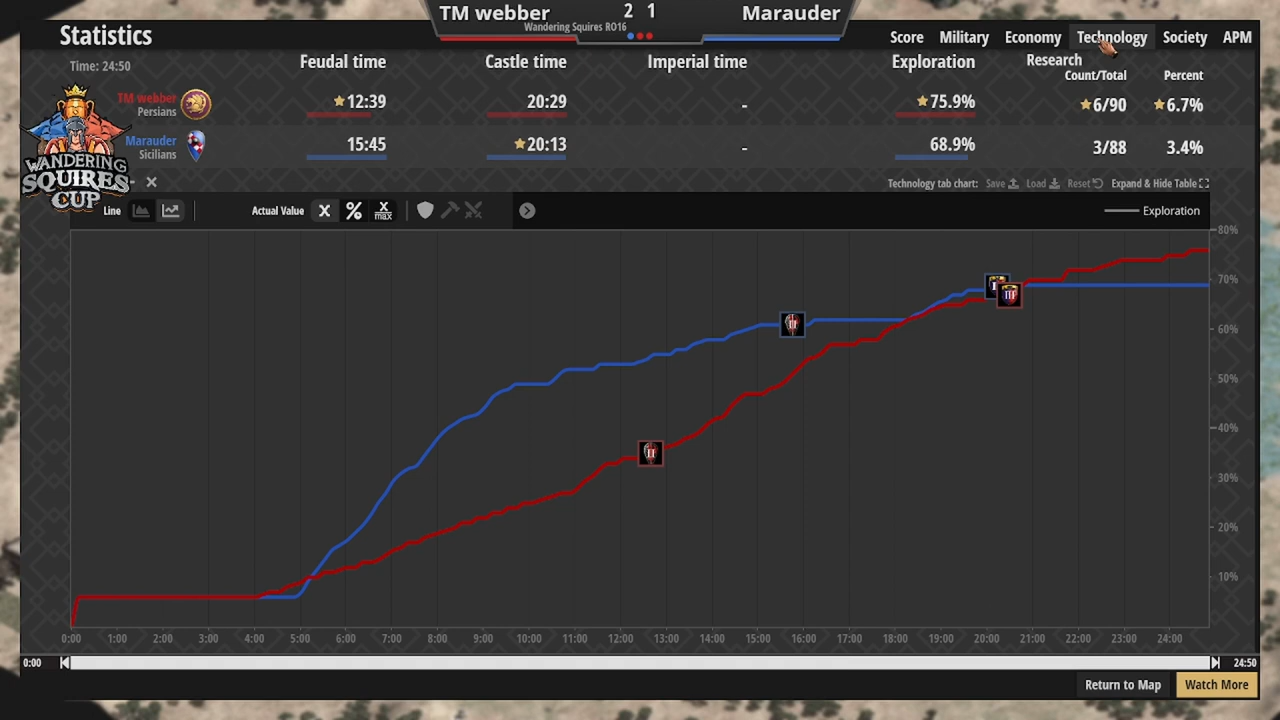 TM webber 2 1 Marauder
Wandering Squires RO16
Statistics
Score Military Economy Technology Society APM
Time: 24:50
Feudal time Castle time Imperial time Exploration Research
Count/Total Percent
TM webber
Persians
12:39 20:29 - 75.9% 6/90 6.7%
Marauder
Sicilians
15:45 20:13 - 68.9% 3/88 3.4%
WANDERING
SQUIRES
CUP
Technology tab chart: Save Load Reset Expand & Hide Table
Line Actual Value X % X max
Exploration
80%
70%
60%
50%
40%
30%
20%
10%
II
III
II
0:00 1:00 2:00 3:00 4:00 5:00 6:00 7:00 8:00 9:00 10:00 11:00 12:00 13:00 14:00 15:00 16:00 17:00 18:00 19:00 20:00 21:00 22:00 23:00 24:00
0:00 24:50
Return to Map Watch More